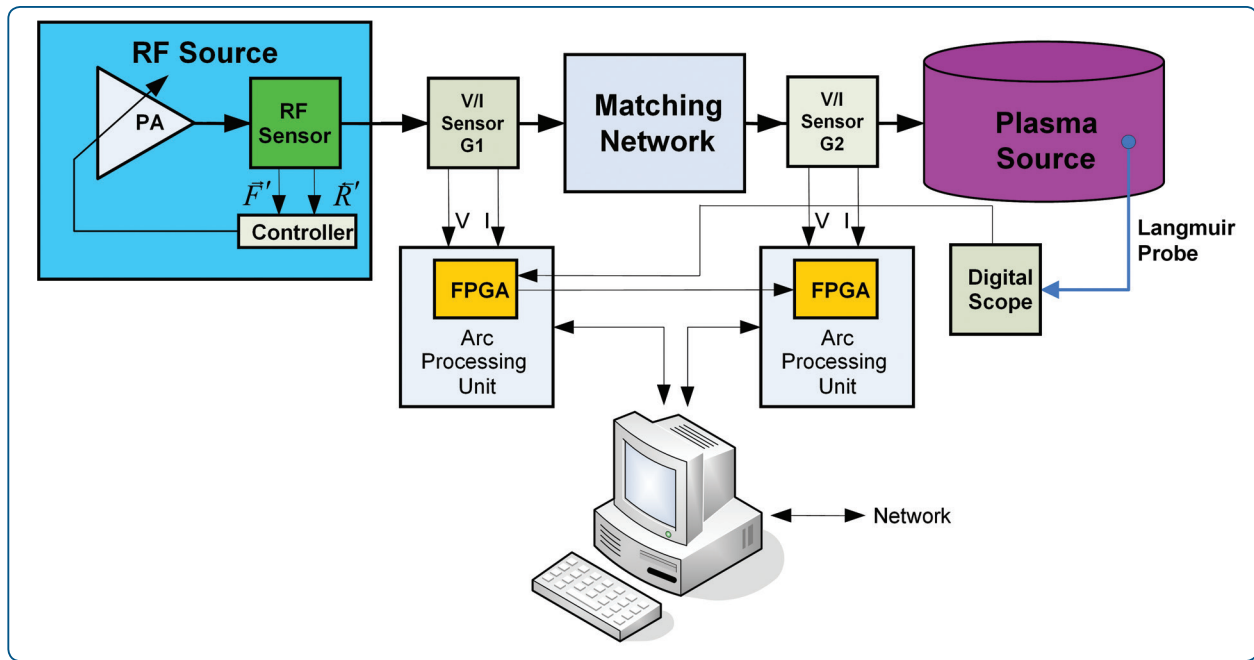 RF Source
PA
RF
Sensor
F⃗' R⃗'
Controller
V/I
Sensor
G1
Matching
Network
V/I
Sensor
G2
Plasma
Source
Langmuir
Probe
V I
V I
FPGA
Arc
Processing
Unit
FPGA
Arc
Processing
Unit
Digital
Scope
Network